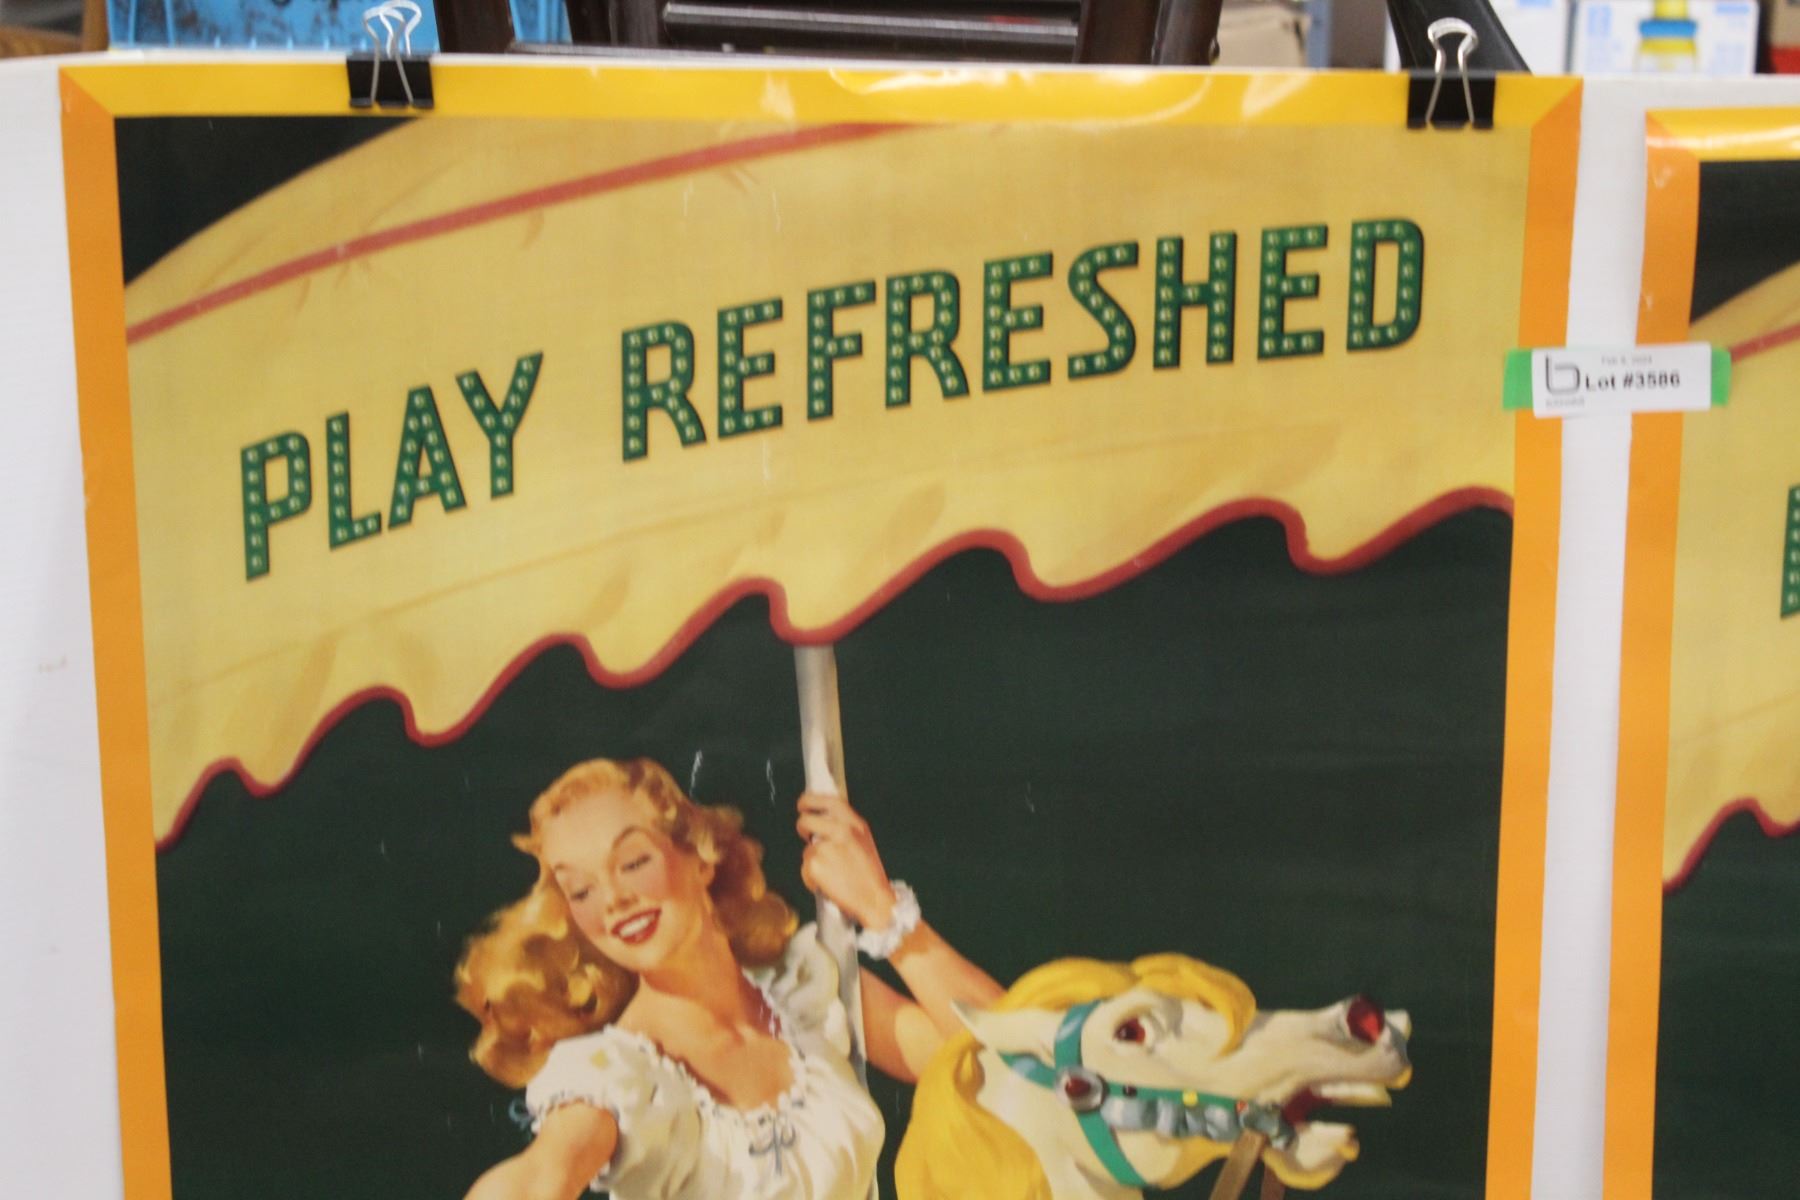 PLAY REFRESHED
Lot #3586